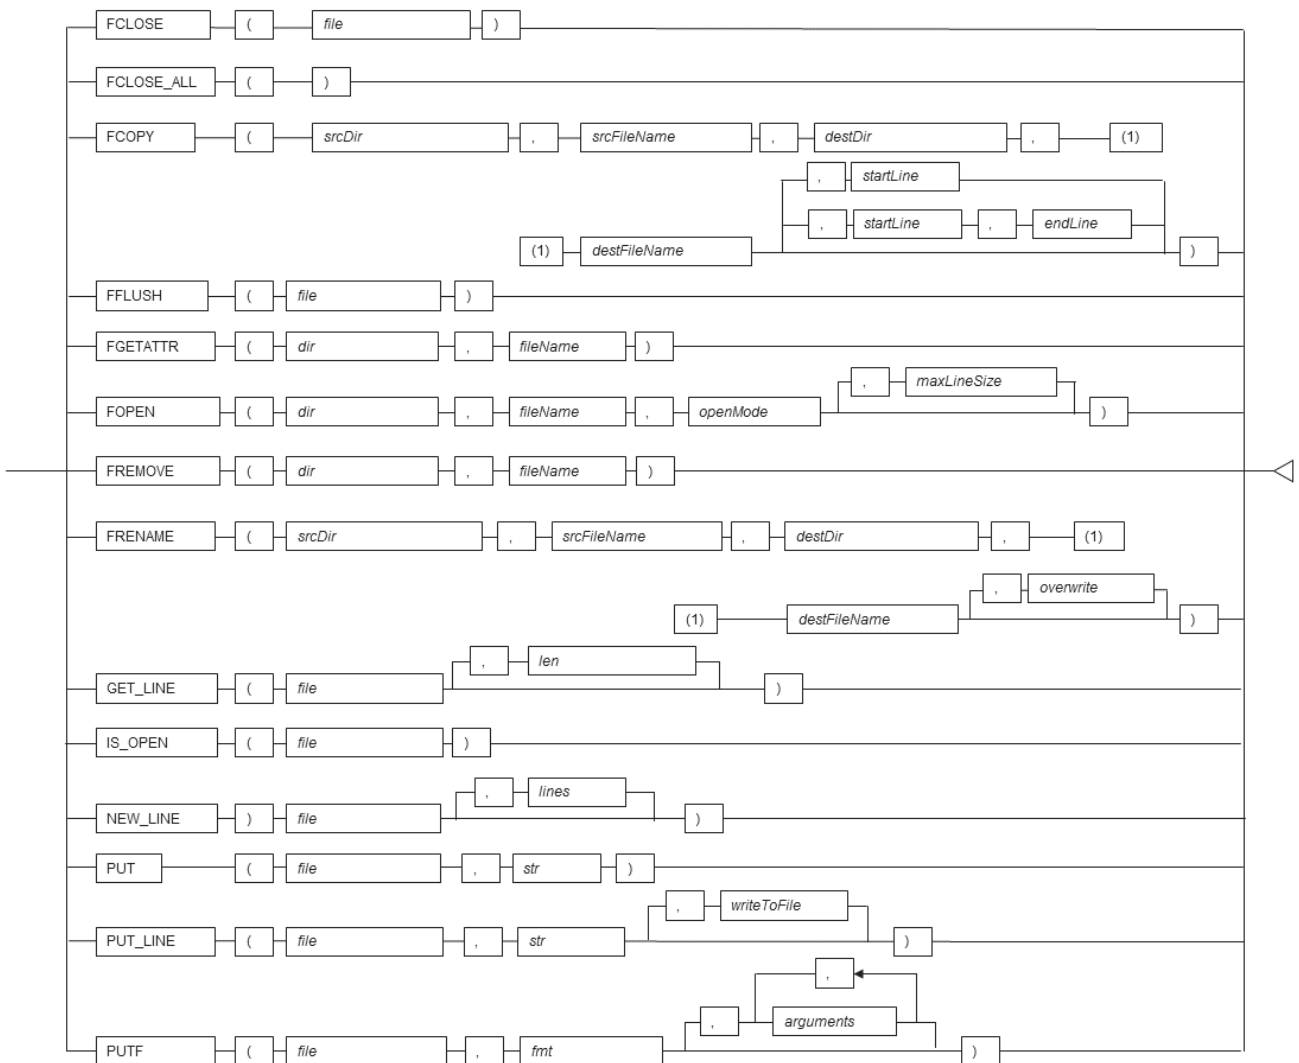 FCLOSE ( file )
FCLOSE_ALL ( )
FCOPY ( srcDir , srcFileName , destDir , (1)
, startLine
, startLine , endLine
(1) destFileName )
FFLUSH ( file )
FGETATTR ( dir , fileName )
, maxLineSize
FOPEN ( dir , fileName , openMode )
FREMOVE ( dir , fileName )
FRENAME ( srcDir , srcFileName , destDir , (1)
, overwrite
(1) destFileName )
, len
GET_LINE ( file )
IS_OPEN ( file )
, lines
NEW_LINE ) file )
PUT ( file , str )
, writeToFile
PUT_LINE ( file , str )
,
, arguments
PUTF ( file , fmt )